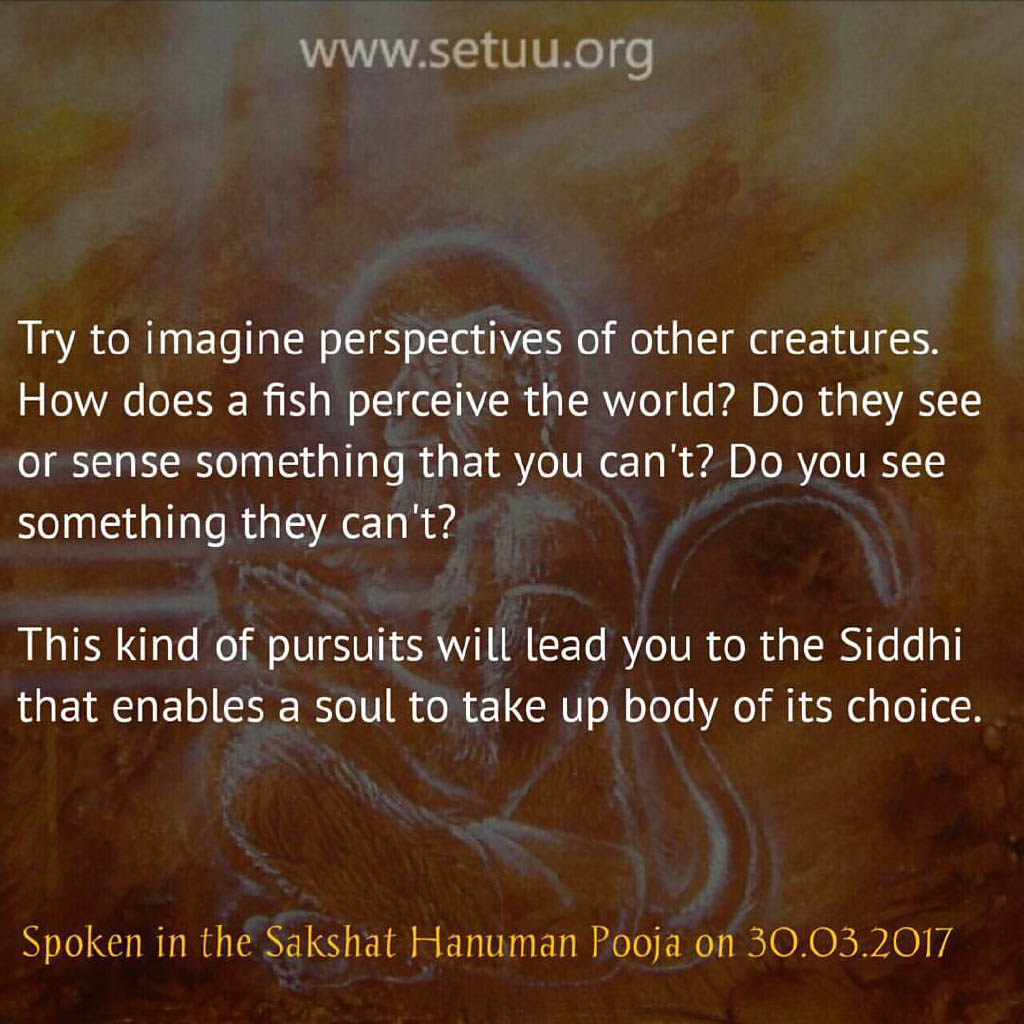 www.setuu.org
Try to imagine perspectives of other creatures.
How does a fish perceive the world? Do they see
or sense something that you can't? Do you see
something they can't?
This kind of pursuits will lead you to the Siddhi
that enables a soul to take up body of its choice.
Spoken in the Sakshat Hanuman Pooja on 30.03.2017